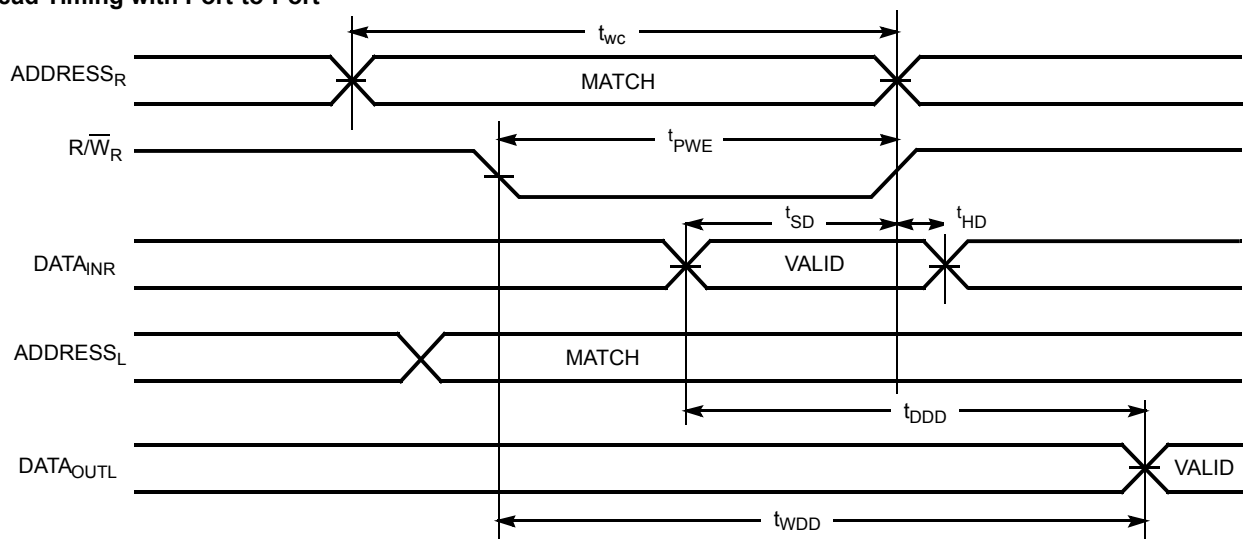 Read Timing with Port-to-Port
t_wc
ADDRESS_R
MATCH
R/W̅_R
t_PWE
t_SD
t_HD
DATA_INR
VALID
ADDRESS_L
MATCH
t_DDD
DATA_OUTL
VALID
t_WDD